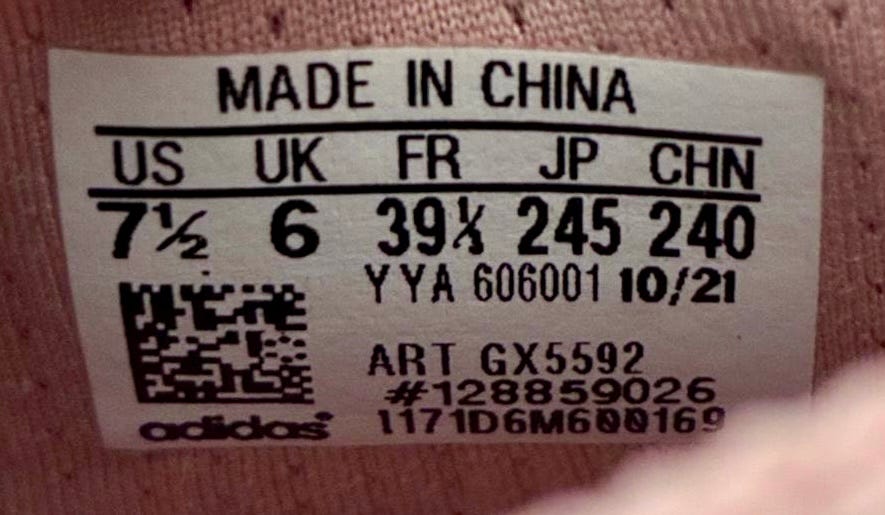 MADE IN CHINA
US UK FR JP CHN
7½ 6 39⅓ 245 240
YYA 606001 10/21
ART GX5592
#128859026
adidas 1171D6M600169